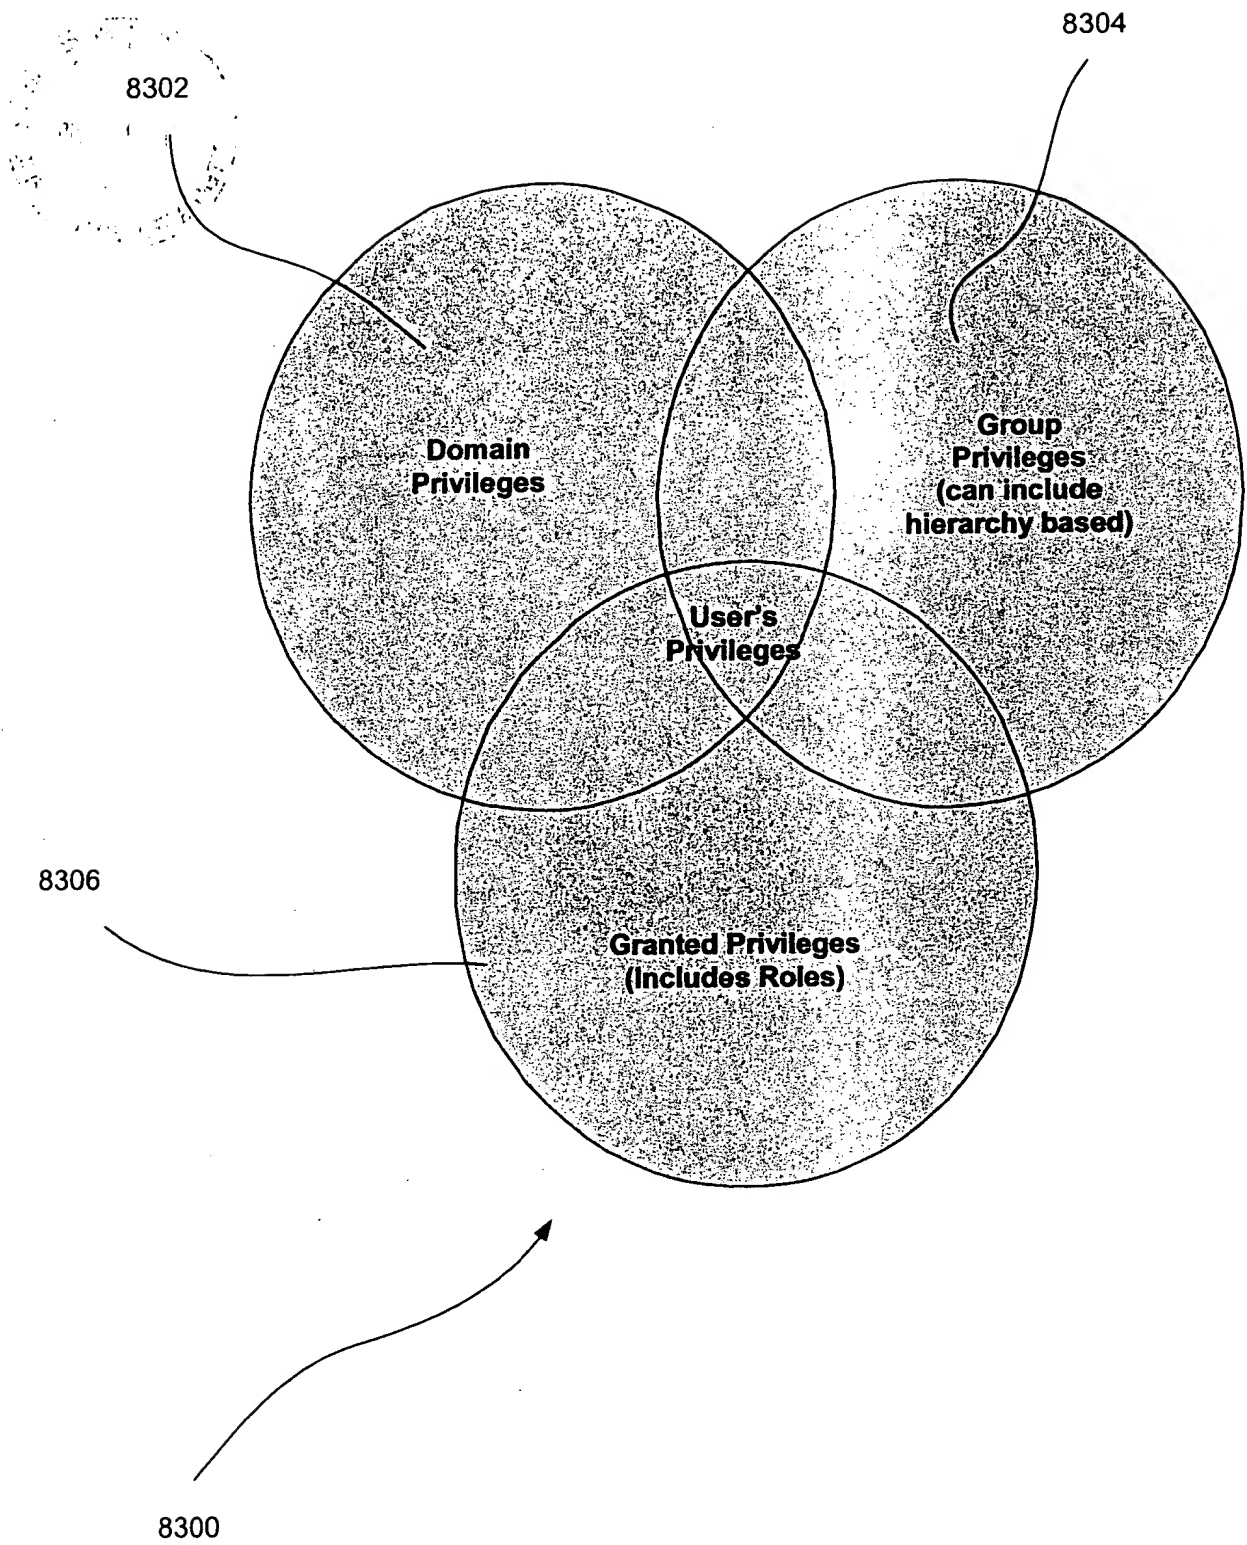 8302
8304
Domain
Privileges
Group
Privileges
(can include
hierarchy based)
User's
Privileges
8306
Granted Privileges
(Includes Roles)
8300